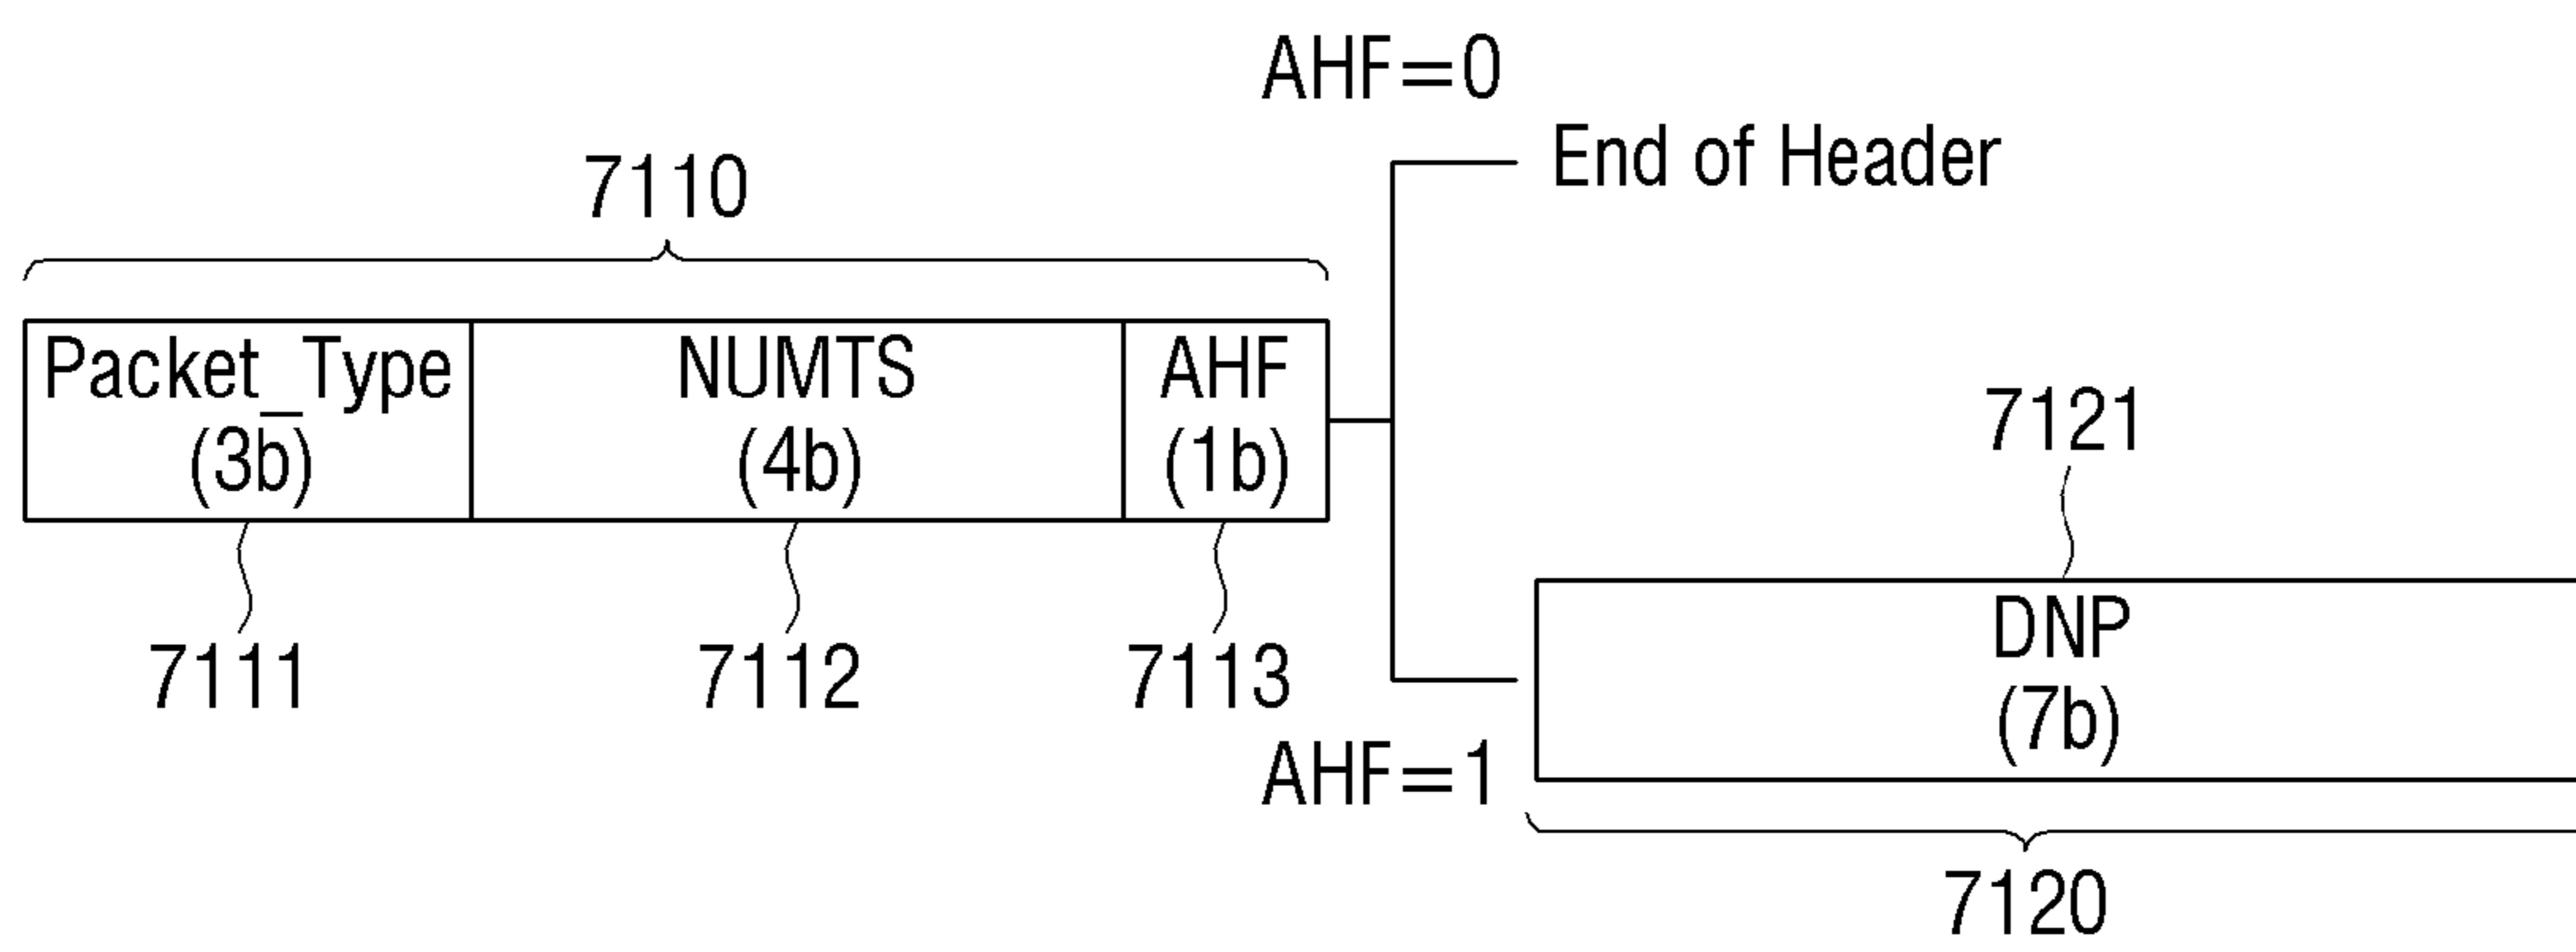 AHF=0
End of Header
7110
Packet_Type
(3b)
NUMTS
(4b)
AHF
(1b)
7111
7112
7113
7121
DNP
(7b)
AHF=1
7120